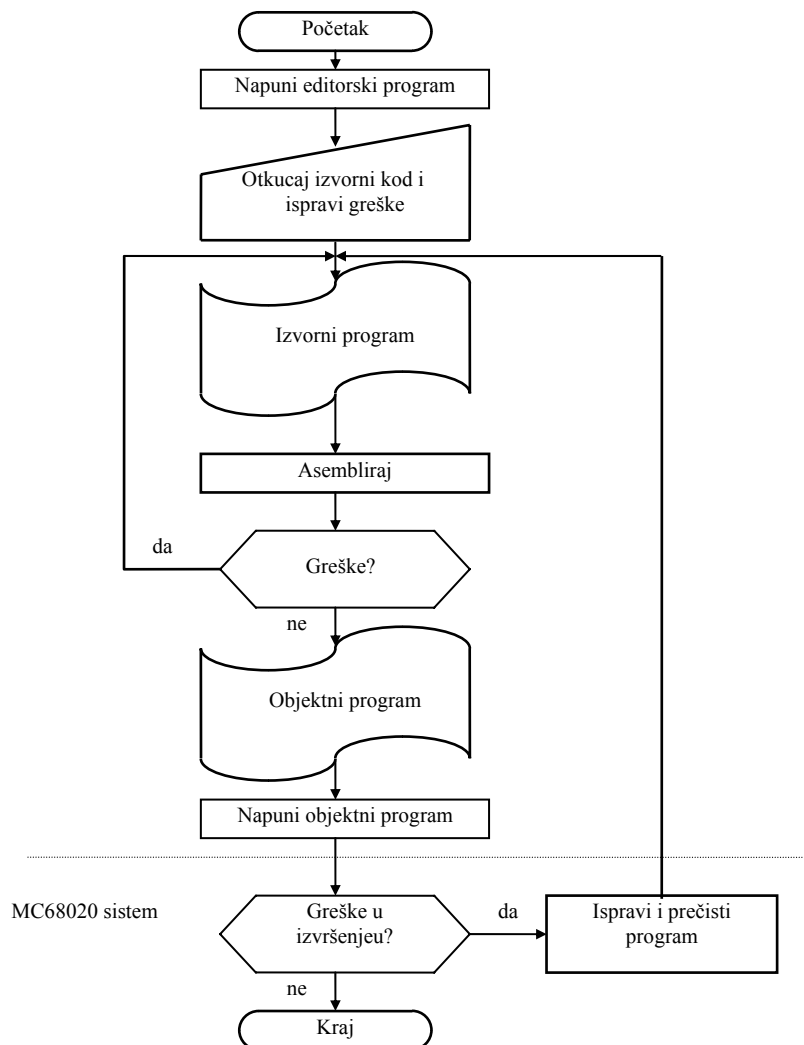 Početak
Napuni editorski program
Otkucaj izvorni kod i
ispravi greške
Izvorni program
Asembliraj
da
Greške?
ne
Objektni program
Napuni objektni program
MC68020 sistem
Greške u
izvršenjeu?
da
Ispravi i prečisti
program
ne
Kraj